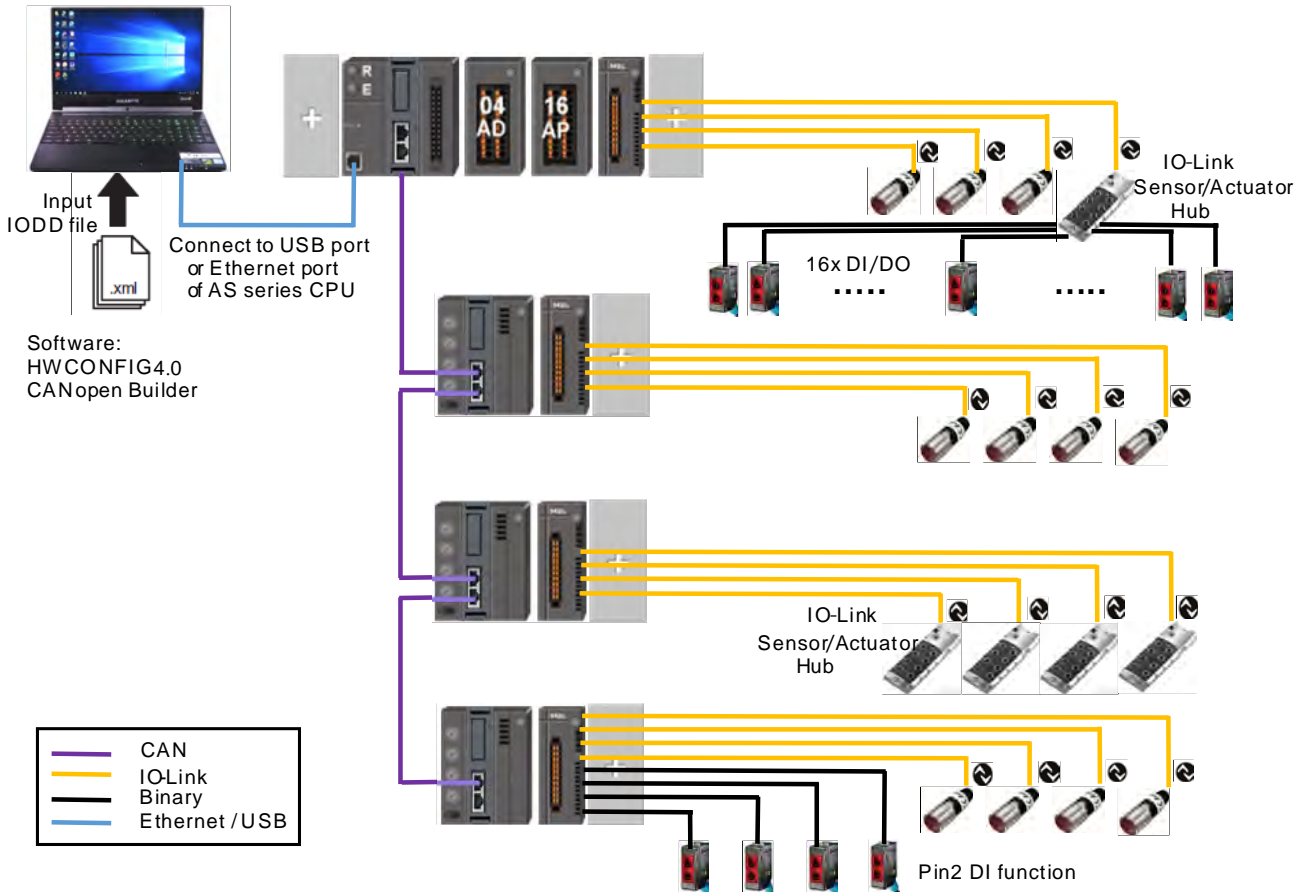 R
E
04
AD
16
AP
Input
IODD file
.xml
Connect to USB port
or Ethernet port
of AS series CPU
IO-Link
Sensor/Actuator
Hub
16x DI/DO
.....
.....
Software:
HWCONFIG4.0
CANopen Builder
IO-Link
Sensor/Actuator
Hub
CAN
IO-Link
Binary
Ethernet / USB
Pin2 DI function